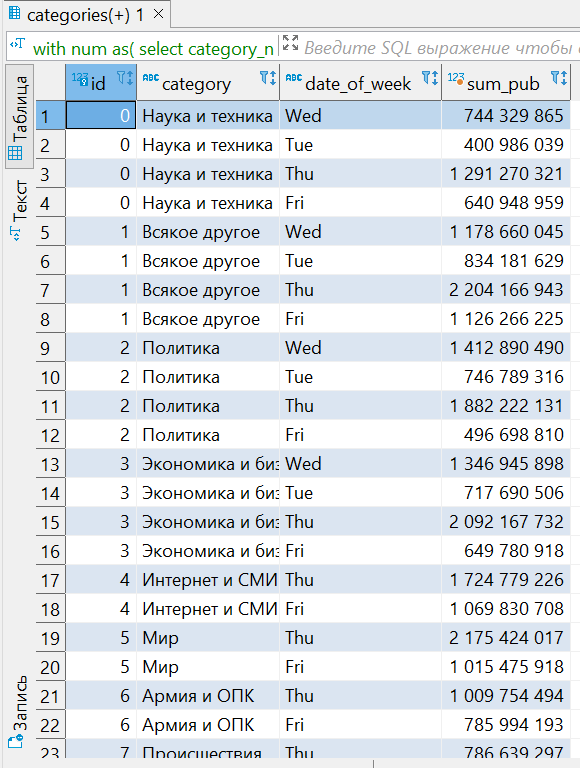 categories(+) 1
with num as( select category_n Введите SQL выражение чтобы
123 id ABC category ABC date_of_week 123 sum_pub
1 0 Наука и техника Wed 744 329 865
2 0 Наука и техника Tue 400 986 039
3 0 Наука и техника Thu 1 291 270 321
4 0 Наука и техника Fri 640 948 959
5 1 Всякое другое Wed 1 178 660 045
6 1 Всякое другое Tue 834 181 629
7 1 Всякое другое Thu 2 204 166 943
8 1 Всякое другое Fri 1 126 266 225
9 2 Политика Wed 1 412 890 490
10 2 Политика Tue 746 789 316
11 2 Политика Thu 1 882 222 131
12 2 Политика Fri 496 698 810
13 3 Экономика и биз Wed 1 346 945 898
14 3 Экономика и биз Tue 717 690 506
15 3 Экономика и биз Thu 2 092 167 732
16 3 Экономика и биз Fri 649 780 918
17 4 Интернет и СМИ Thu 1 724 779 226
18 4 Интернет и СМИ Fri 1 069 830 708
19 5 Мир Thu 2 175 424 017
20 5 Мир Fri 1 015 475 918
21 6 Армия и ОПК Thu 1 009 754 494
22 6 Армия и ОПК Fri 785 994 193
23 7 Происшествия Thu 786 639 297
Таблица
Текст
Запись